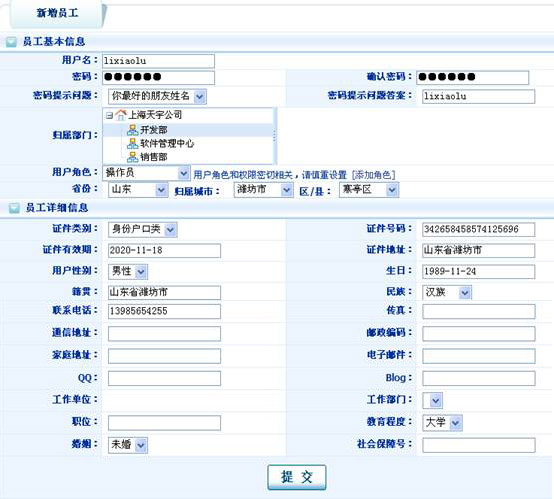 新增员工
员工基本信息
用户名： lixiaolu
密码： ●●●●●● 确认密码： ●●●●●●
密码提示问题： 你最好的朋友姓名 密码提示问题答案： lixiaolu
归属部门： 上海天宇公司
开发部
软件管理中心
销售部
用户角色： 操作员 用户角色和权限密切相关，请慎重设置 [添加角色]
省份： 山东 归属城市： 潍坊市 区/县： 寒亭区
员工详细信息
证件类别： 身份户口类 证件号码： 342658458574125696
证件有效期： 2020-11-18 证件地址： 山东省潍坊市
用户性别： 男性 生日： 1989-11-24
籍贯： 山东省潍坊市 民族： 汉族
联系电话： 13985654255 传真：
通信地址： 邮政编码：
家庭地址： 电子邮件：
QQ： Blog：
工作单位： 工作部门：
职位： 教育程度： 大学
婚姻： 未婚 社会保障号：
提 交